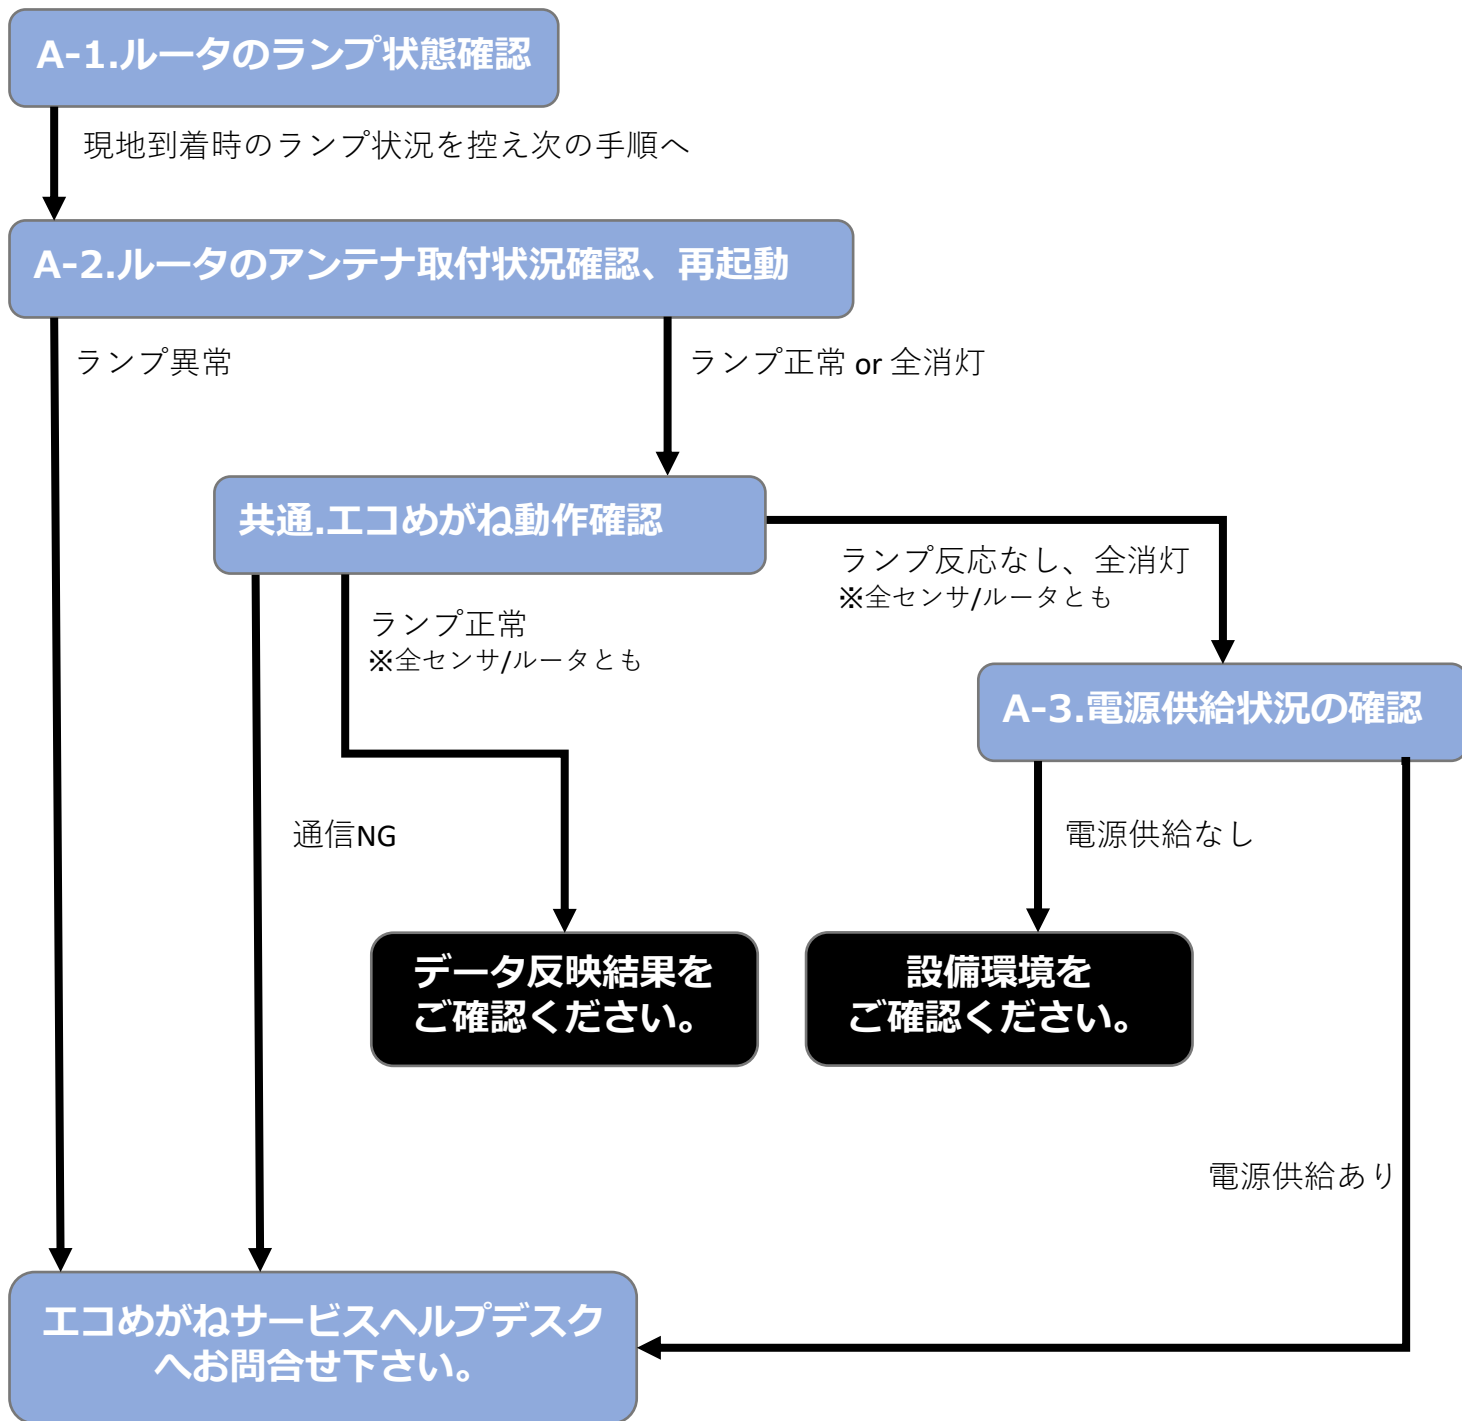 A-1.ルータのランプ状態確認
現地到着時のランプ状況を控え次の手順へ
A-2.ルータのアンテナ取付状況確認、再起動
ランプ異常
ランプ正常 or 全消灯
共通.エコめがね動作確認
ランプ反応なし、全消灯
※全センサ/ルータとも
ランプ正常
※全センサ/ルータとも
A-3.電源供給状況の確認
通信NG
電源供給なし
データ反映結果を
ご確認ください。
設備環境を
ご確認ください。
電源供給あり
エコめがねサービスヘルプデスク
へお問合せ下さい。